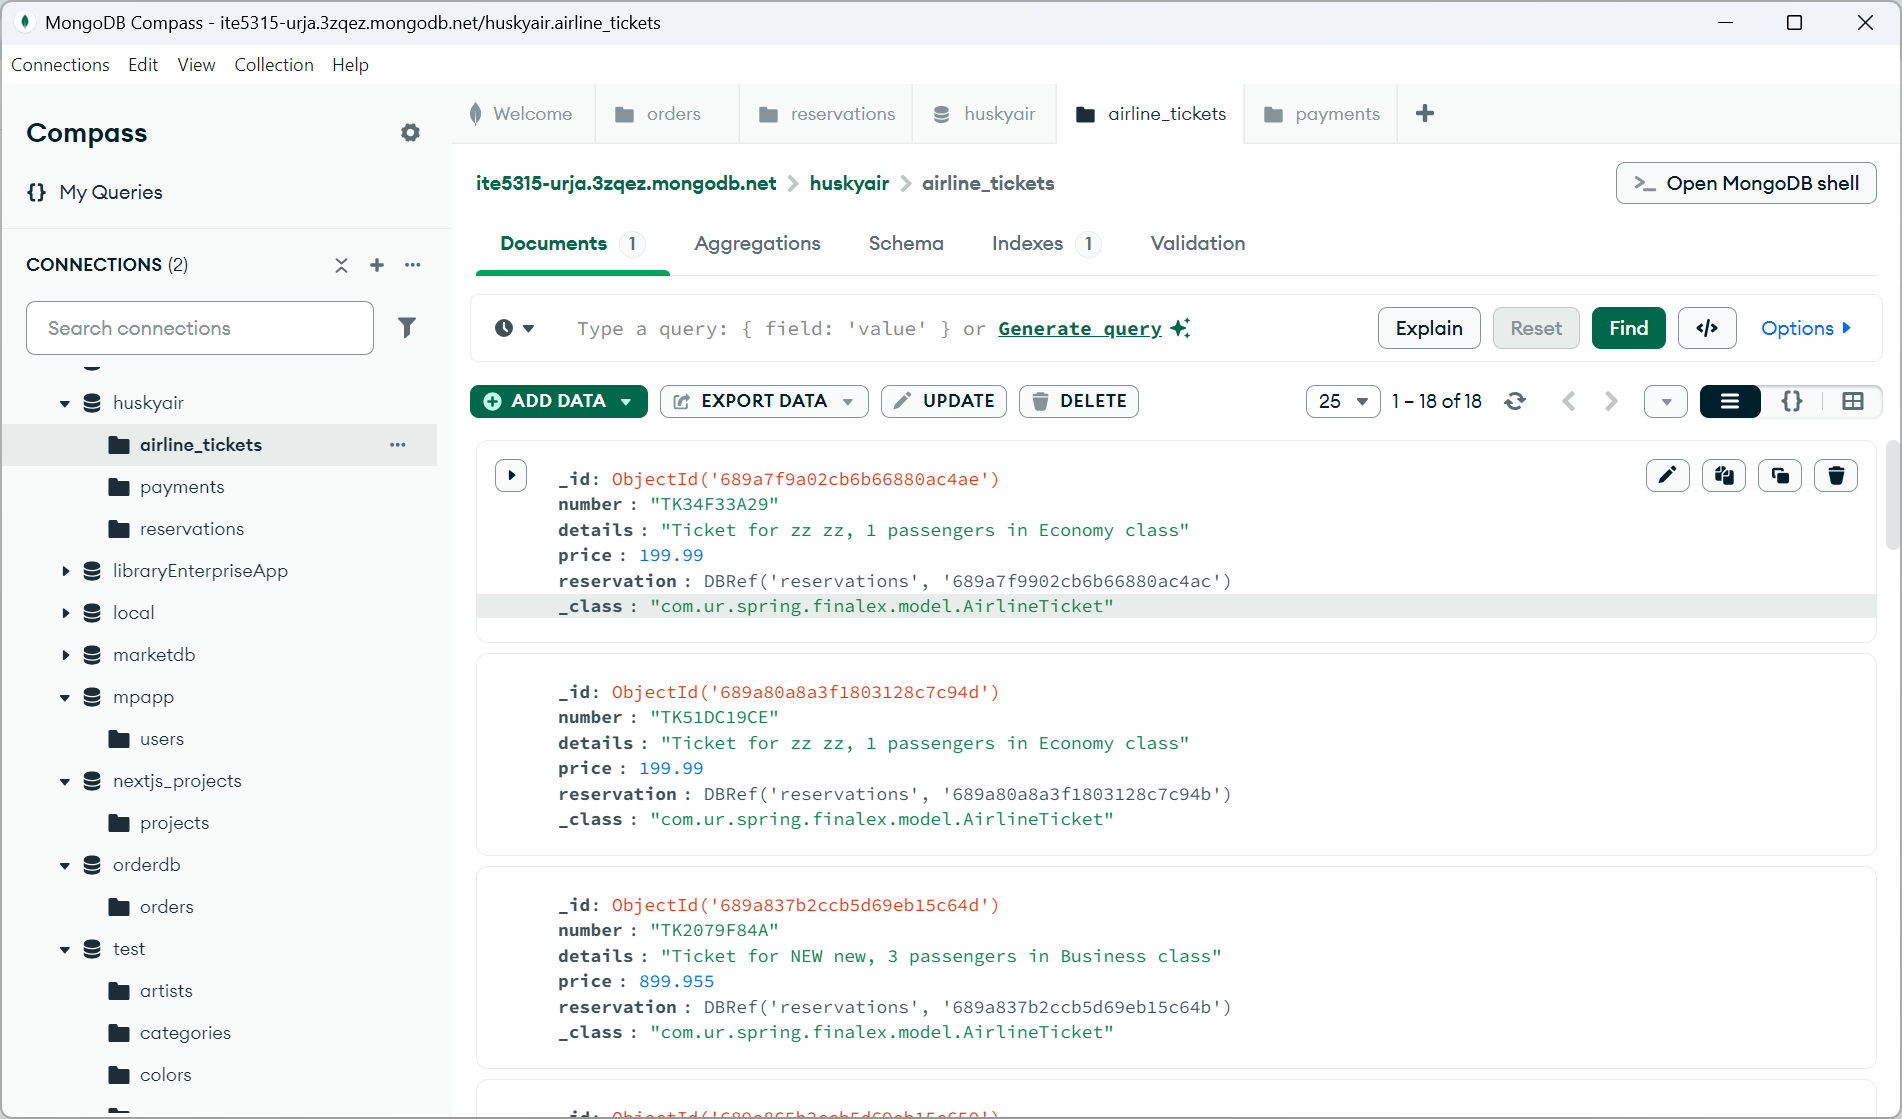 MongoDB Compass - ite5315-urja.3zqez.mongodb.net/huskyair.airline_tickets
Connections Edit View Collection Help
Compass
My Queries
CONNECTIONS (2)
Search connections
huskyair
airline_tickets
payments
reservations
libraryEnterpriseApp
local
marketdb
mpapp
users
nextjs_projects
projects
orderdb
orders
test
artists
categories
colors
Welcome orders reservations huskyair airline_tickets payments
ite5315-urja.3zqez.mongodb.net huskyair airline_tickets
>_ Open MongoDB shell
Documents 1 Aggregations Schema Indexes 1 Validation
Type a query: { field: 'value' } or Generate query
Explain Reset Find </> Options
ADD DATA EXPORT DATA UPDATE DELETE
25 1 – 18 of 18
_id: ObjectId('689a7f9a02cb6b66880ac4ae')
number : "TK34F33A29"
details : "Ticket for zz zz, 1 passengers in Economy class"
price : 199.99
reservation : DBRef('reservations', '689a7f9902cb6b66880ac4ac')
_class : "com.ur.spring.finalex.model.AirlineTicket"
_id: ObjectId('689a80a8a3f1803128c7c94d')
number : "TK51DC19CE"
details : "Ticket for zz zz, 1 passengers in Economy class"
price : 199.99
reservation : DBRef('reservations', '689a80a8a3f1803128c7c94b')
_class : "com.ur.spring.finalex.model.AirlineTicket"
_id: ObjectId('689a837b2ccb5d69eb15c64d')
number : "TK2079F84A"
details : "Ticket for NEW new, 3 passengers in Business class"
price : 899.955
reservation : DBRef('reservations', '689a837b2ccb5d69eb15c64b')
_class : "com.ur.spring.finalex.model.AirlineTicket"